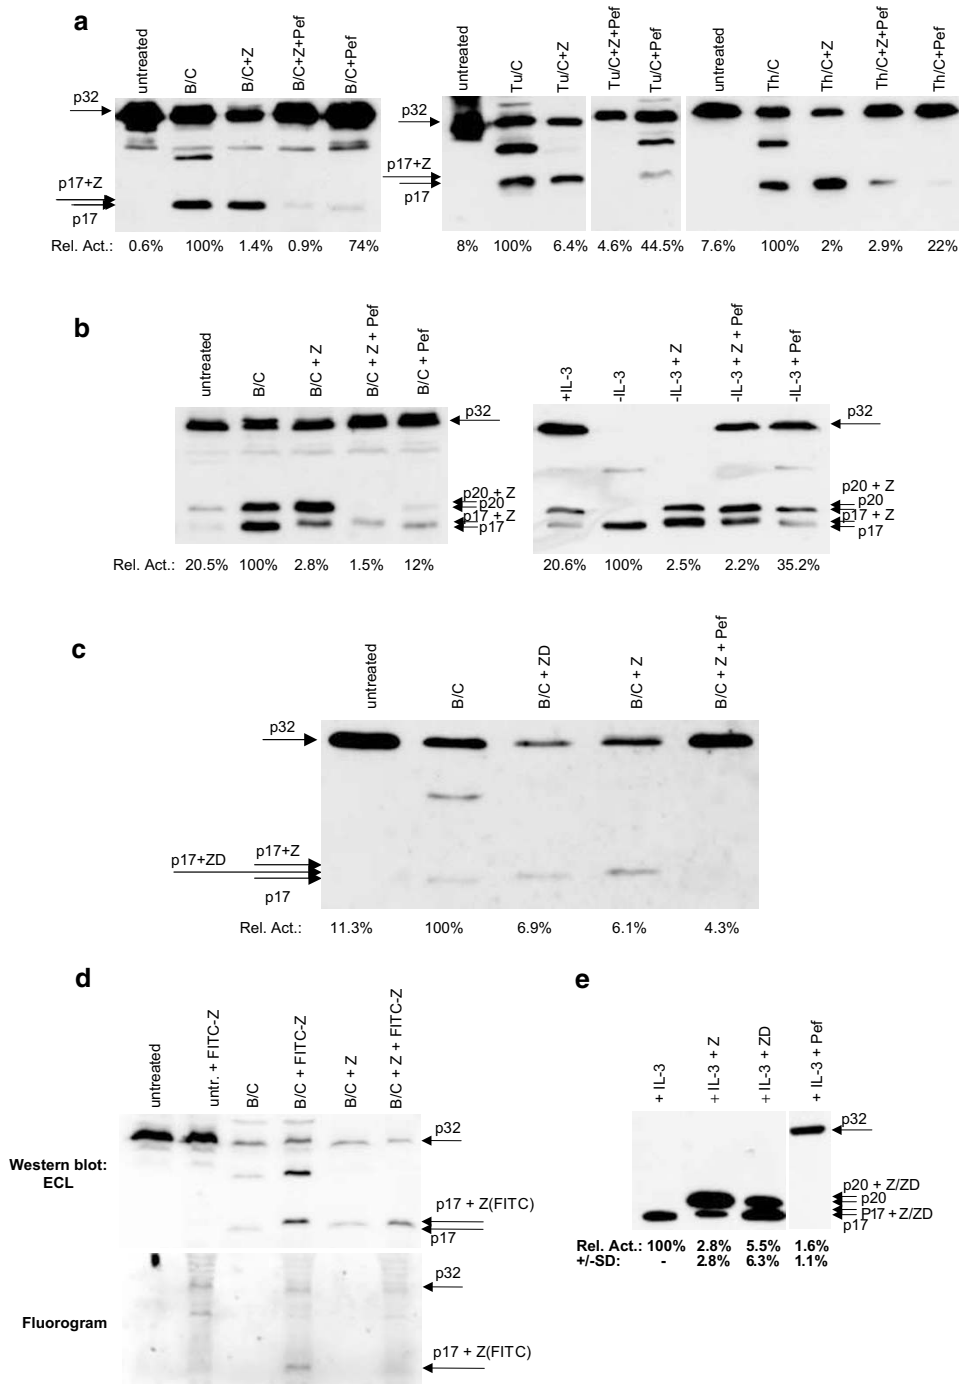 a
untreated
B/C
B/C+Z
B/C+Z+Pef
B/C+Pef
untreated
Tu/C
Tu/C+Z
Tu/C+Z+Pef
Tu/C+Pef
untreated
Th/C
Th/C+Z
Th/C+Z+Pef
Th/C+Pef
p32
p17+Z
p17
p32
p17+Z
p17
Rel. Act.: 0.6% 100% 1.4% 0.9% 74% 8% 100% 6.4% 4.6% 44.5% 7.6% 100% 2% 2.9% 22%
b
untreated
B/C
B/C + Z
B/C + Z + Pef
B/C + Pef
+IL-3
-IL-3
-IL-3 + Z
-IL-3 + Z + Pef
-IL-3 + Pef
p32
p20 + Z
p20
p17 + Z
p17
p32
p20 + Z
p20
p17 + Z
p17
Rel. Act.: 20.5% 100% 2.8% 1.5% 12% 20.6% 100% 2.5% 2.2% 35.2%
c
untreated
B/C
B/C + ZD
B/C + Z
B/C + Z + Pef
p32
p17+Z
p17+ZD
p17
Rel. Act.: 11.3% 100% 6.9% 6.1% 4.3%
d
untreated
untr. + FITC-Z
B/C
B/C + FITC-Z
B/C + Z
B/C + Z + FITC-Z
Western blot:
ECL
p32
p17 + Z(FITC)
p17
Fluorogram
p32
p17 + Z(FITC)
e
+ IL-3
+ IL-3 + Z
+ IL-3 + ZD
+ IL-3 + Pef
p32
p20 + Z/ZD
p20
P17 + Z/ZD
p17
Rel. Act.: 100% 2.8% 5.5% 1.6%
+/-SD: - 2.8% 6.3% 1.1%